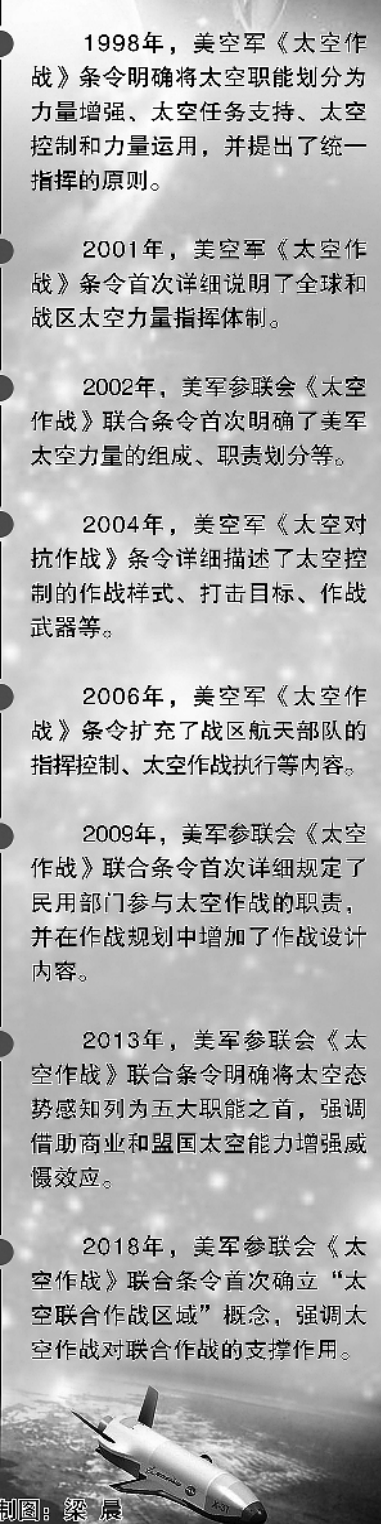 1998年，美空军《太空作
战》条令明确将太空职能划分为
力量增强、太空任务支持、太空
控制和力量运用，并提出了统一
指挥的原则。
2001年，美空军《太空作
战》条令首次详细说明了全球和
战区太空力量指挥体制。
2002年，美军参联会《太空
作战》联合条令首次明确了美军
太空力量的组成、职责划分等。
2004年，美空军《太空对
抗作战》条令详细描述了太空控
制的作战样式、打击目标、作战
武器等。
2006年，美空军《太空作
战》条令扩充了战区航天部队的
指挥控制、太空作战执行等内容。
2009年，美军参联会《太空
作战》联合条令首次详细规定了
民用部门参与太空作战的职责，
并在作战规划中增加了作战设计
内容。
2013年，美军参联会《太
空作战》联合条令明确将太空态
势感知列为五大职能之首，强调
借助商业和盟国太空能力增强威
慑效应。
2018年，美军参联会《太
空作战》联合条令首次确立“太
空联合作战区域”概念，强调太
空作战对联合作战的支撑作用。
X-37
制图：梁 晨